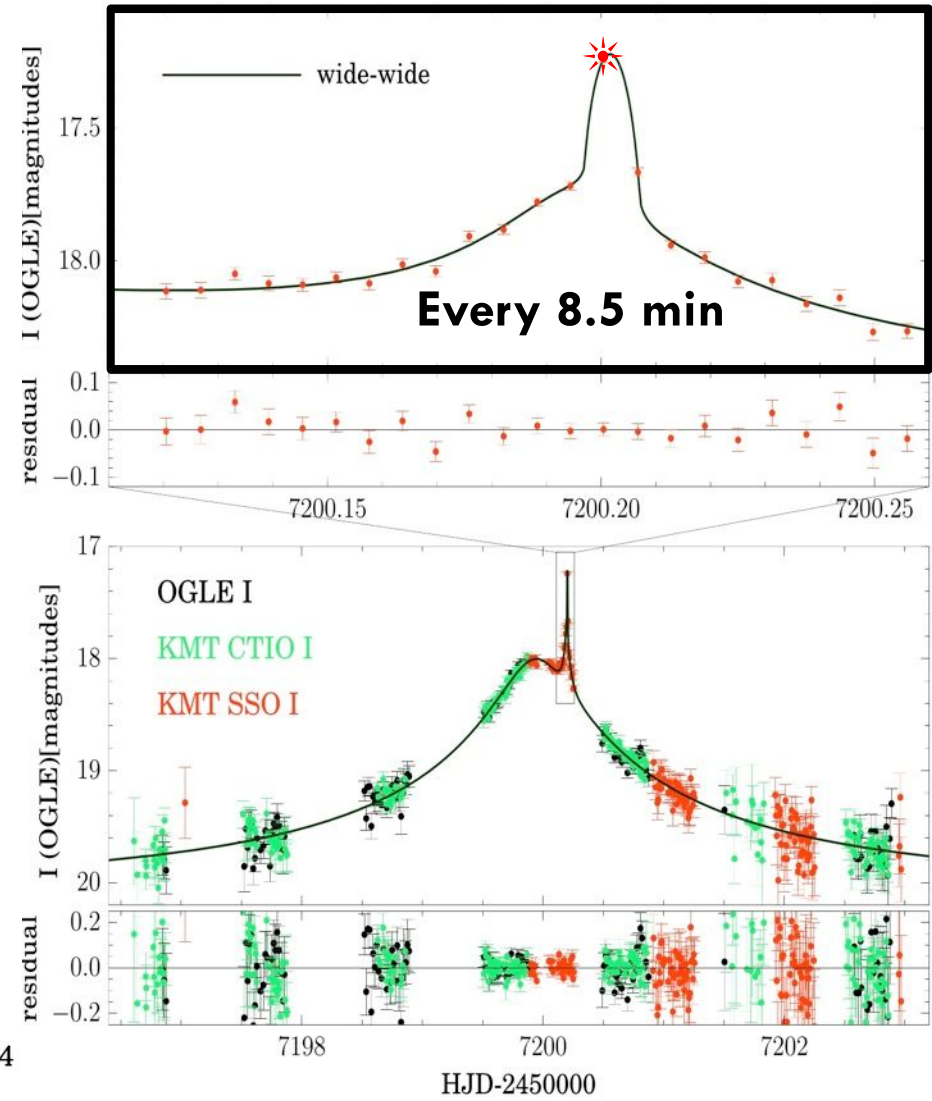 I (OGLE)[magnitudes]
wide-wide
17.5
18.0
Every 8.5 min
residual
0.1
0.0
−0.1
7200.15 7200.20 7200.25
I (OGLE)[magnitudes]
17
18
19
20
OGLE I
KMT CTIO I
KMT SSO I
residual
0.2
0.0
−0.2
7198 7200 7202
4
HJD-2450000